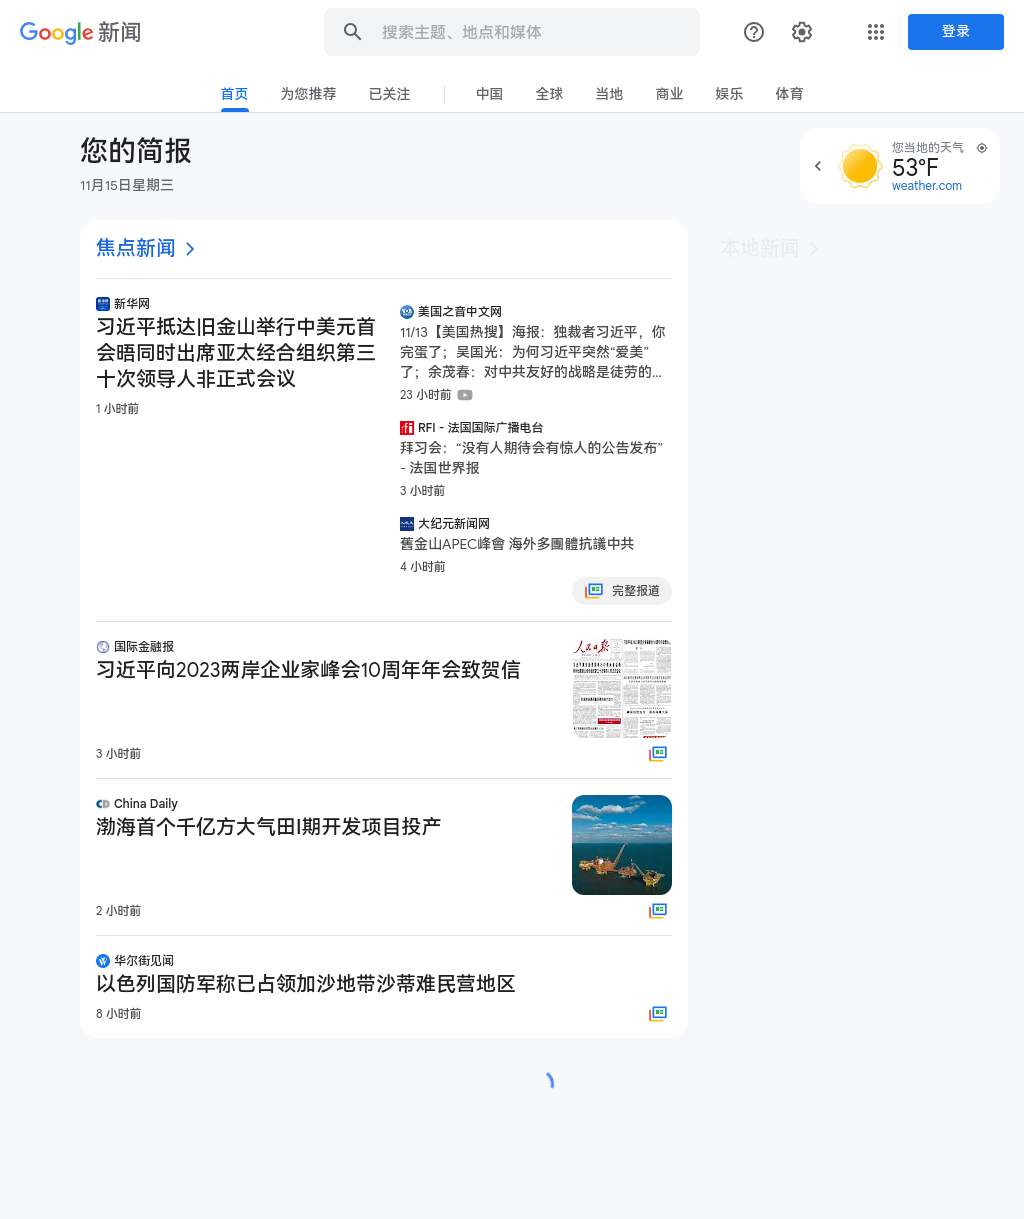 Google 新闻
搜索主题、地点和媒体
登录
首页
为您推荐
已关注
中国
全球
当地
商业
娱乐
体育
您的简报
11月15日星期三
您当地的天气
53°F
weather.com
焦点新闻
新华网
习近平抵达旧金山举行中美元首
会晤同时出席亚太经合组织第三
十次领导人非正式会议
1 小时前
美国之音中文网
11/13【美国热搜】海报：独裁者习近平，你
完蛋了；吴国光：为何习近平突然“爱美”
了；余茂春：对中共友好的战略是徒劳的...
23 小时前
RFI - 法国国际广播电台
拜习会：“没有人期待会有惊人的公告发布”
- 法国世界报
3 小时前
大纪元新闻网
舊金山APEC峰會 海外多團體抗議中共
4 小时前
完整报道
国际金融报
习近平向2023两岸企业家峰会10周年年会致贺信
人民日报
3 小时前
China Daily
渤海首个千亿方大气田I期开发项目投产
2 小时前
华尔街见闻
以色列国防军称已占领加沙地带沙蒂难民营地区
8 小时前
本地新闻